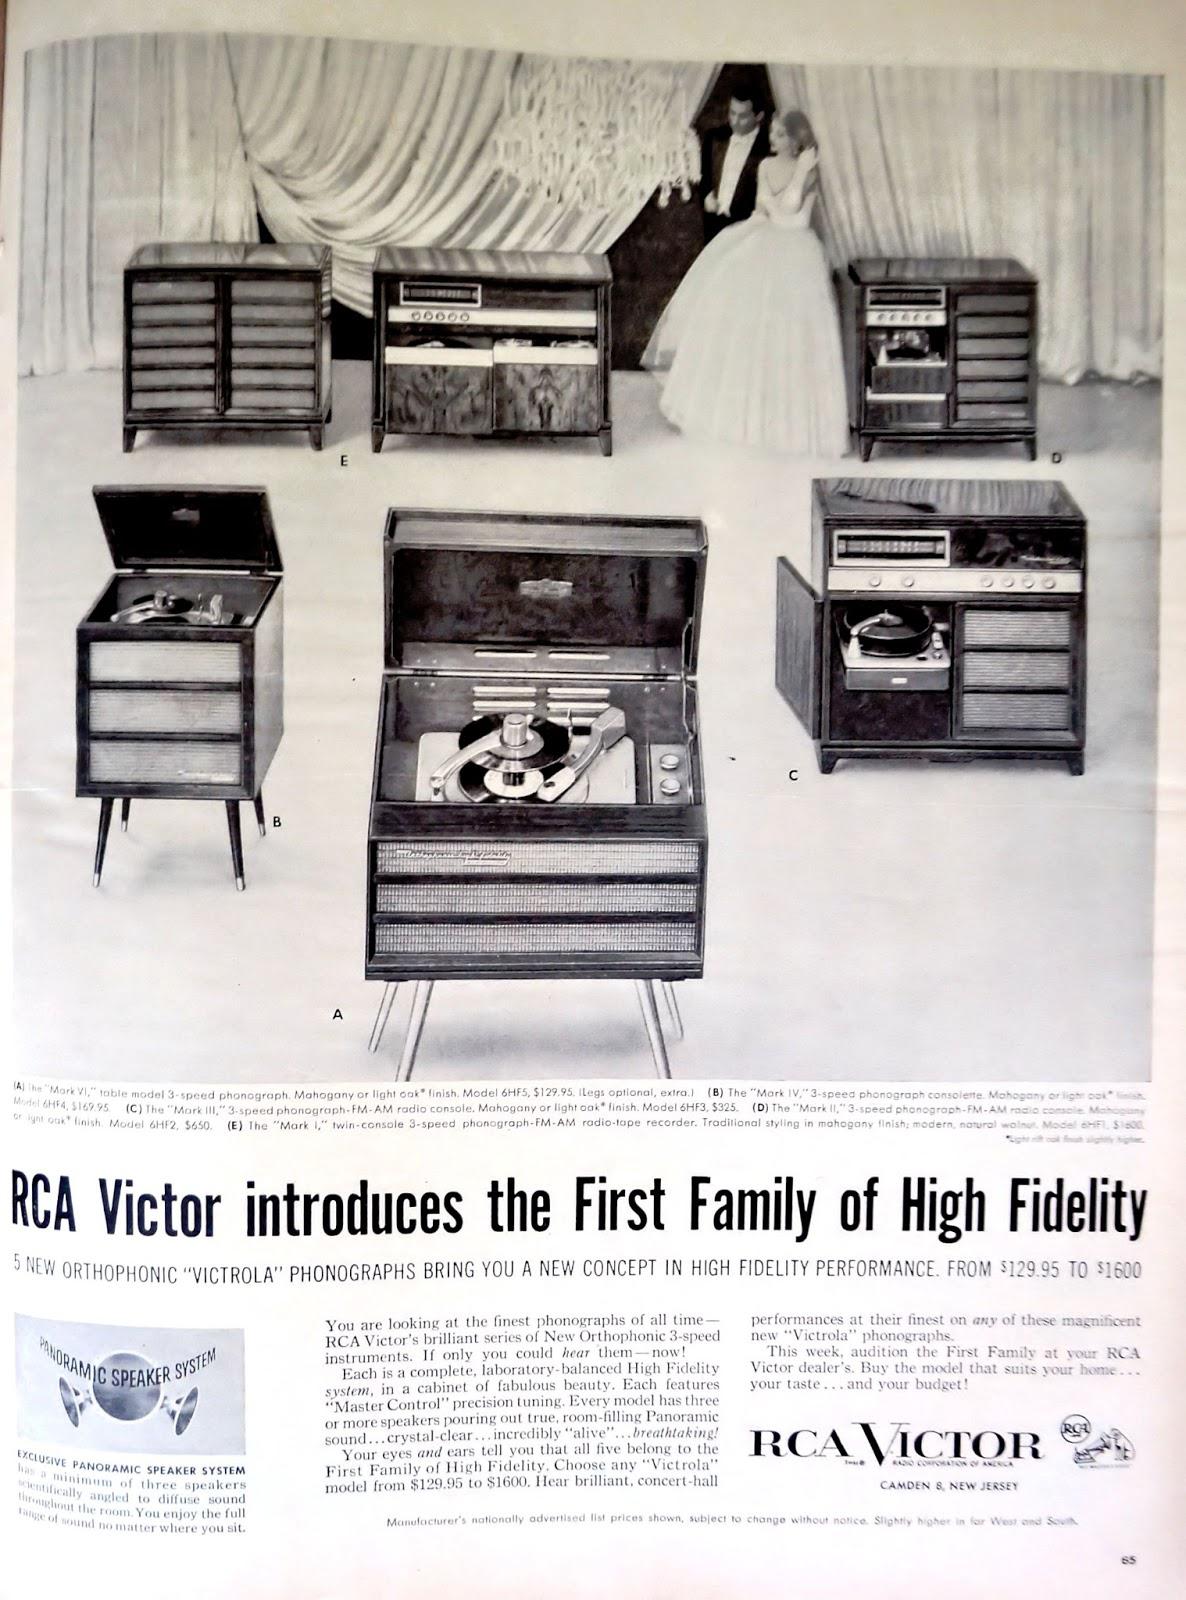 E
D
B
C
A
(A) The "Mark VI," table model 3-speed phonograph. Mahogany or light oak* finish. Model 6HF5, $129.95. (Legs optional, extra.) (B) The "Mark IV," 3-speed phonograph consolette. Mahogany or light oak* finish.
Model 6HF4, $169.95. (C) The "Mark III," 3-speed phonograph-FM-AM radio console. Mahogany or light oak* finish. Model 6HF3, $325. (D) The "Mark II," 3-speed phonograph-FM-AM radio console. Mahogany
or light oak* finish. Model 6HF2, $650. (E) The "Mark I," twin-console 3-speed phonograph-FM-AM radio-tape recorder. Traditional styling in mahogany finish; modern, natural walnut. Model 6HF1, $1600.
*Light rift oak finish slightly higher.
RCA Victor introduces the First Family of High Fidelity
5 NEW ORTHOPHONIC "VICTROLA" PHONOGRAPHS BRING YOU A NEW CONCEPT IN HIGH FIDELITY PERFORMANCE. FROM $129.95 TO $1600
PANORAMIC SPEAKER SYSTEM
EXCLUSIVE PANORAMIC SPEAKER SYSTEM
has a minimum of three speakers
scientifically angled to diffuse sound
throughout the room. You enjoy the full
range of sound no matter where you sit.
You are looking at the finest phonographs of all time—
RCA Victor's brilliant series of New Orthophonic 3-speed
instruments. If only you could hear them—now!
Each is a complete, laboratory-balanced High Fidelity
system, in a cabinet of fabulous beauty. Each features
"Master Control" precision tuning. Every model has three
or more speakers pouring out true, room-filling Panoramic
sound...crystal-clear...incredibly "alive"...breathtaking!
Your eyes and ears tell you that all five belong to the
First Family of High Fidelity. Choose any "Victrola"
model from $129.95 to $1600. Hear brilliant, concert-hall
performances at their finest on any of these magnificent
new "Victrola" phonographs.
This week, audition the First Family at your RCA
Victor dealer's. Buy the model that suits your home...
your taste...and your budget!
RCA VICTOR
TMKS®
RADIO CORPORATION OF AMERICA
RCA
CAMDEN 8, NEW JERSEY
Manufacturer's nationally advertised list prices shown, subject to change without notice. Slightly higher in far West and South.
65